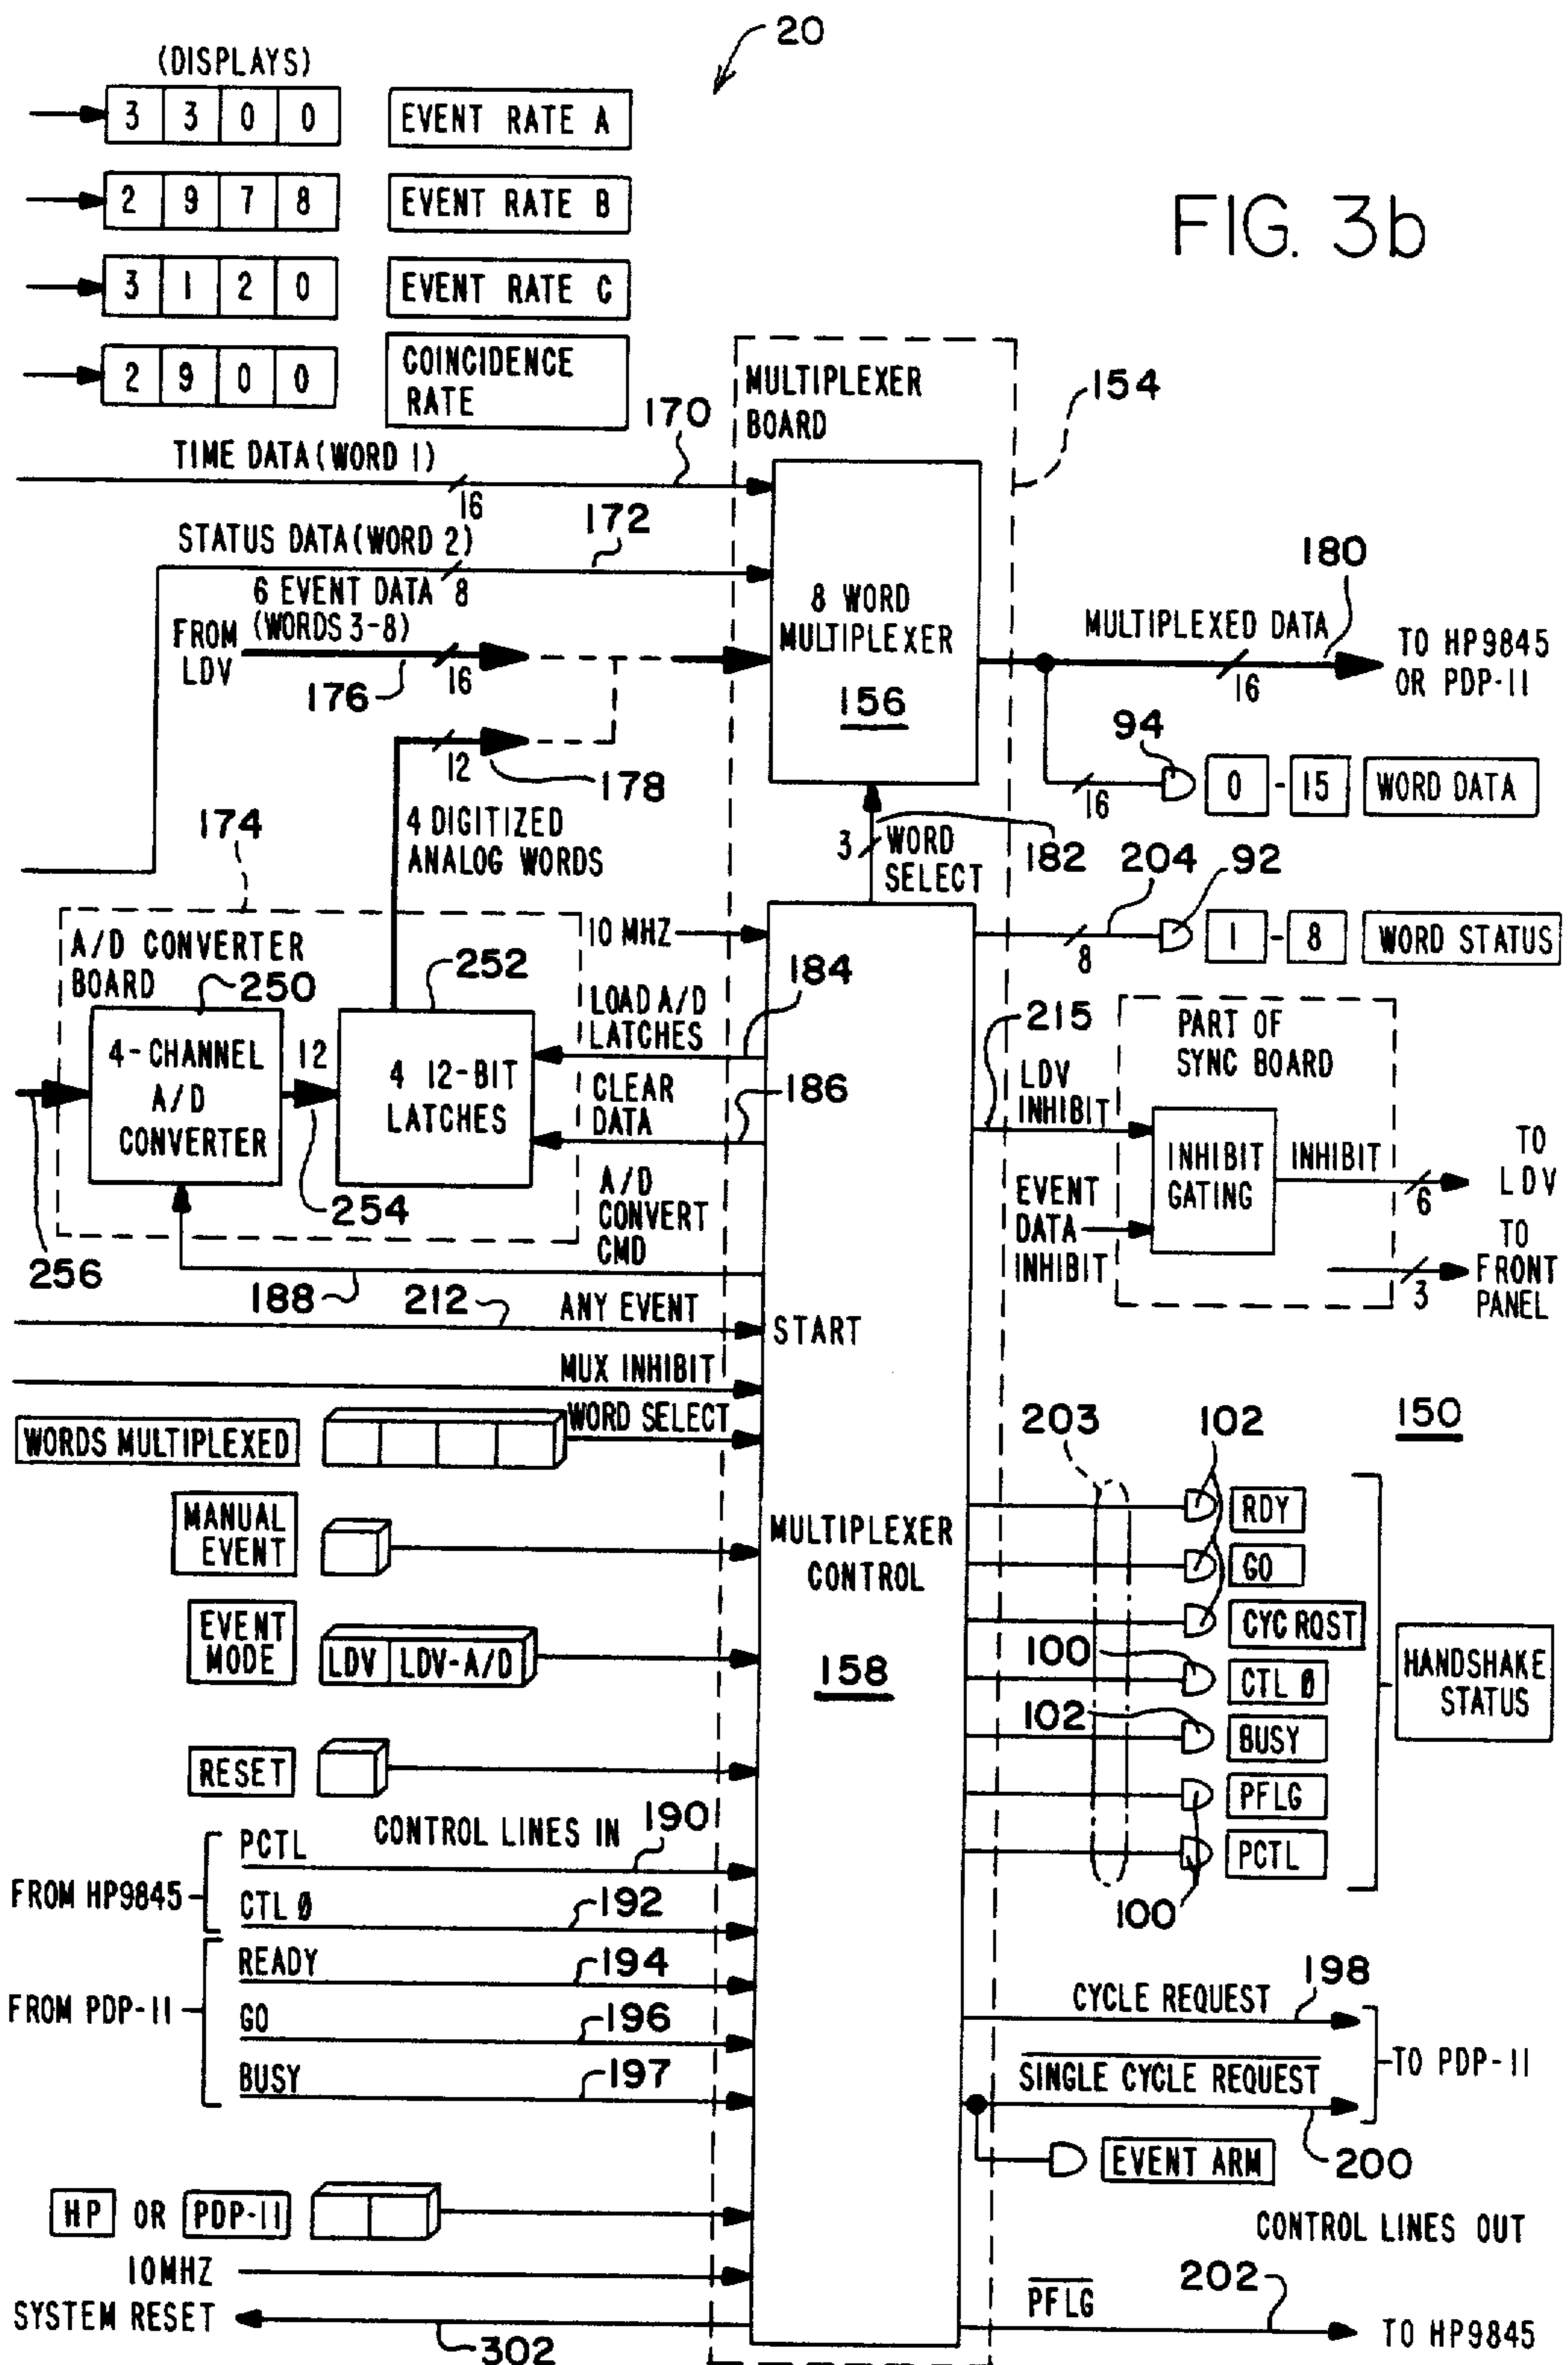 20
(DISPLAYS)
3 3 0 0 EVENT RATE A
2 9 7 8 EVENT RATE B
FIG. 3b
3 1 2 0 EVENT RATE C
2 9 0 0 COINCIDENCE
RATE
MULTIPLEXER
BOARD
154
170
TIME DATA (WORD 1)
16
172
STATUS DATA (WORD 2)
8
6 EVENT DATA
(WORDS 3-8)
FROM
LDV
176
16
8 WORD
MULTIPLEXER
156
180
MULTIPLEXED DATA
16
TO HP9845
OR PDP-11
12
178
94
16
0 - 15 WORD DATA
174
4 DIGITIZED
ANALOG WORDS
3
WORD
SELECT
182
204
92
8
1 - 8 WORD STATUS
A/D CONVERTER
BOARD
250
252
10 MHZ
184
LOAD A/D
LATCHES
4-CHANNEL
A/D
CONVERTER
12
254
4 12-BIT
LATCHES
CLEAR
DATA
186
A/D
CONVERT
CMD
256
188
215
LDV
INHIBIT
PART OF
SYNC BOARD
INHIBIT
GATING
INHIBIT
6
TO
LDV
EVENT
DATA
INHIBIT
3
TO
FRONT
PANEL
212
ANY EVENT
START
MUX INHIBIT
WORDS MULTIPLEXED
WORD SELECT
MANUAL
EVENT
EVENT
MODE
LDV LDV-A/D
RESET
MULTIPLEXER
CONTROL
158
150
203
102
RDY
GO
CYC RQST
100
CTL Ø
102
BUSY
PFLG
PCTL
100
HANDSHAKE
STATUS
CONTROL LINES IN
FROM HP9845
PCTL
190
CTL Ø
192
FROM PDP-11
READY
194
GO
196
BUSY
197
CYCLE REQUEST
198
SINGLE CYCLE REQUEST
TO PDP-11
200
EVENT ARM
HP OR PDP-11
CONTROL LINES OUT
10MHZ
SYSTEM RESET
302
PFLG
202
TO HP9845